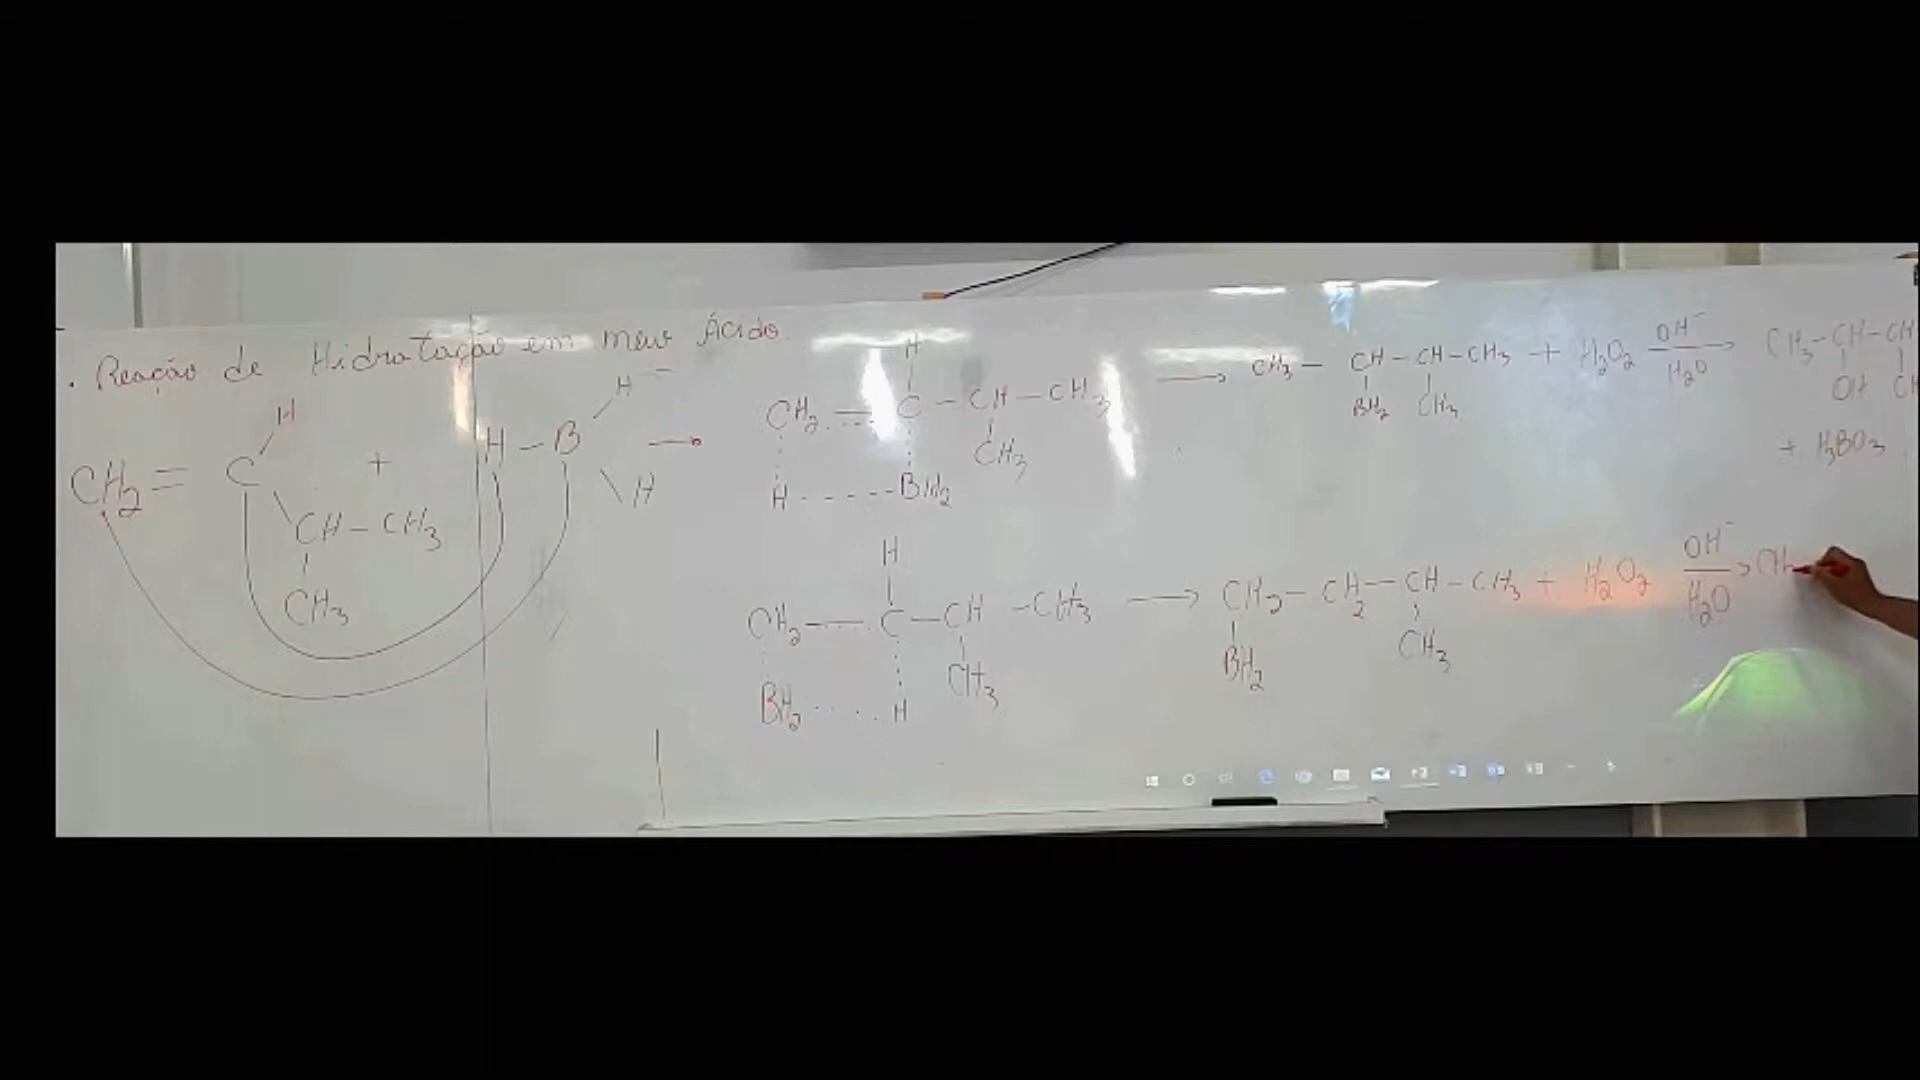 . Reação de Hidratação em meio Ácido.
H
CH2 = C + H - B
H
H
CH - CH3
CH3
→
H
CH2 — C - CH - CH3
CH3
H ----- BH2
→ CH3 - CH - CH - CH3 + H2O2
BH2 CH3
OH-
H2O
→ CH3 - CH - CH
OH
+ H3BO3
H
CH2 — C - CH - CH3
CH3
BH2 ..... H
→ CH2 - CH2 - CH - CH3 + H2O2
BH2 CH3
OH-
H2O
→ CH